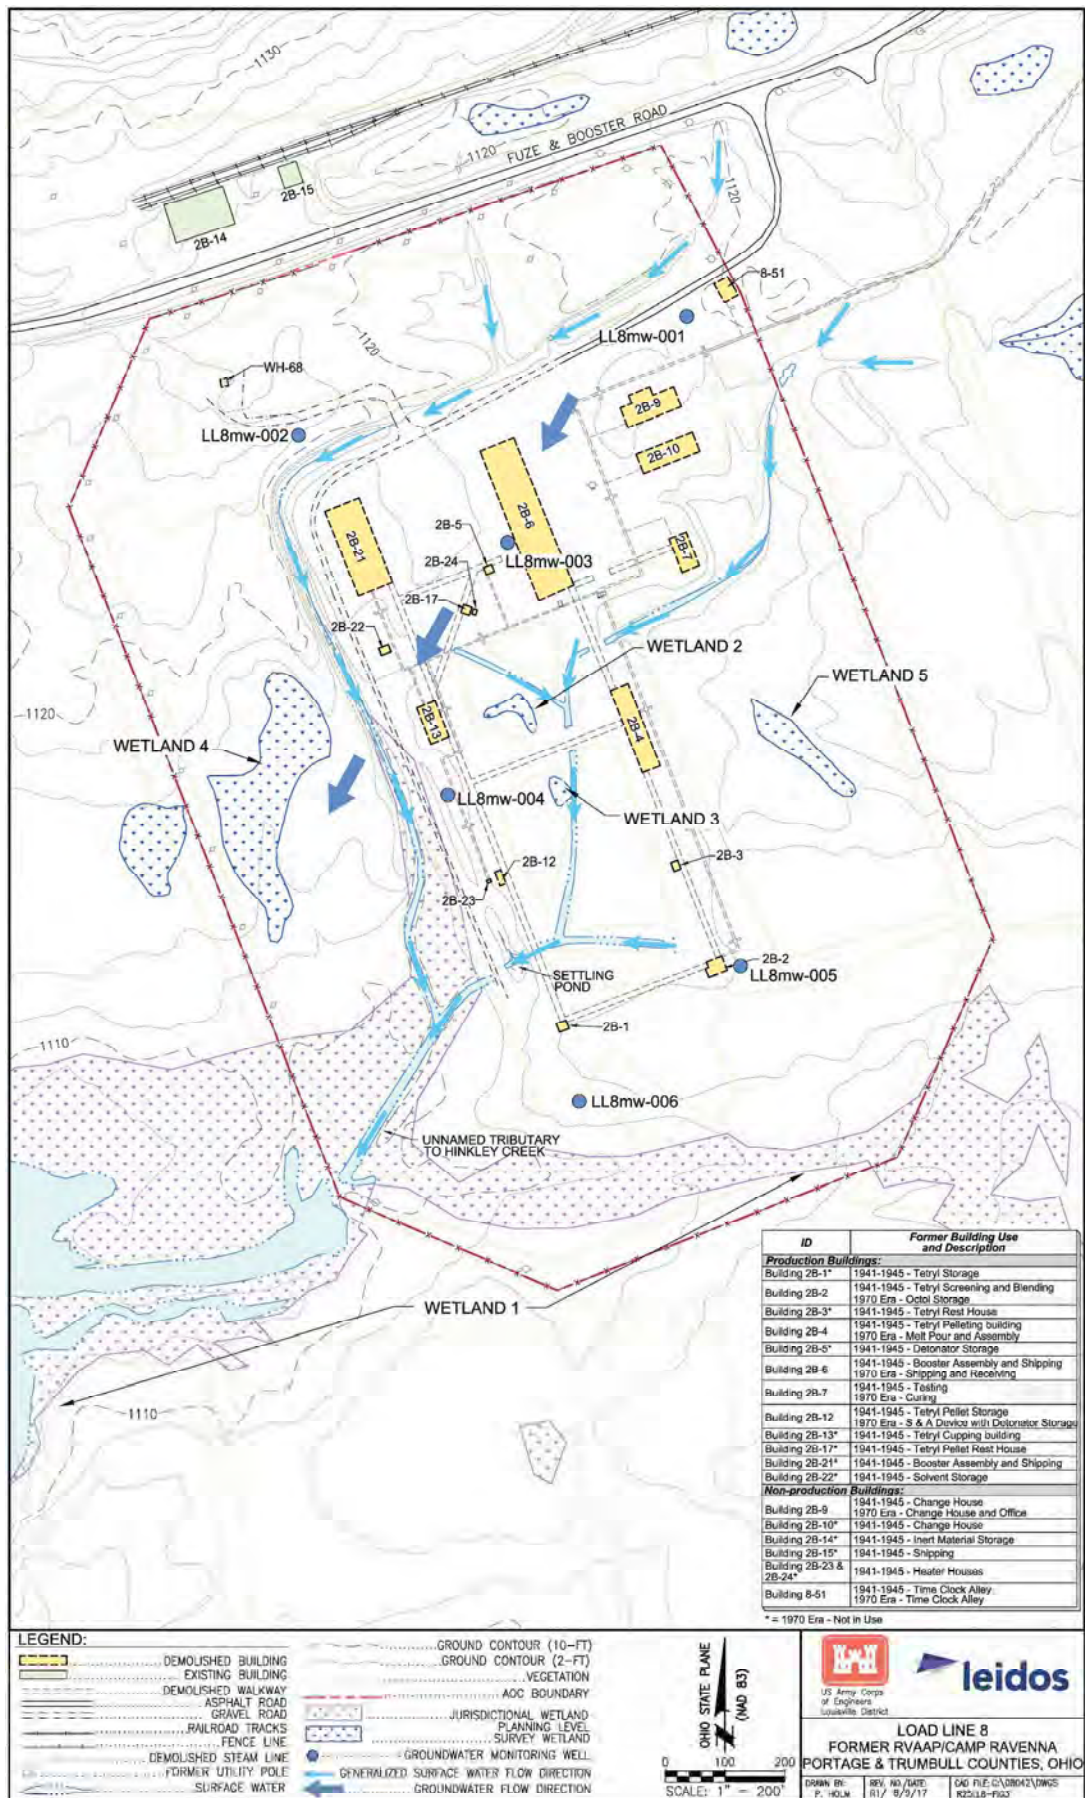 1130
1120
FUZE & BOOSTER ROAD
2B-15
2B-14
1120
8-51
LL8mw-001
1120
WH-68
LL8mw-002
2B-9
2B-10
2B-6
2B-21
2B-5
LL8mw-003
2B-7
2B-24
2B-17
2B-22
WETLAND 2
WETLAND 5
1120
2B-13
2B-4
WETLAND 4
LL8mw-004
WETLAND 3
2B-12
2B-3
2B-23
2B-2
LL8mw-005
SETTLING
POND
2B-1
1110
LL8mw-006
UNNAMED TRIBUTARY
TO HINKLEY CREEK
WETLAND 1
1110
ID Former Building Use
and Description
Production Buildings:
Building 2B-1* 1941-1945 - Tetryl Storage
Building 2B-2 1941-1945 - Tetryl Screening and Blending
1970 Era - Octol Storage
Building 2B-3* 1941-1945 - Tetryl Rest House
Building 2B-4 1941-1945 - Tetryl Pelleting building
1970 Era - Melt Pour and Assembly
Building 2B-5* 1941-1945 - Detonator Storage
Building 2B-6 1941-1945 - Booster Assembly and Shipping
1970 Era - Shipping and Receiving
Building 2B-7 1941-1945 - Testing
1970 Era - Curing
Building 2B-12 1941-1945 - Tetryl Pellet Storage
1970 Era - S & A Device with Detonator Storage
Building 2B-13* 1941-1945 - Tetryl Cupping building
Building 2B-17* 1941-1945 - Tetryl Pellet Rest House
Building 2B-21* 1941-1945 - Booster Assembly and Shipping
Building 2B-22* 1941-1945 - Solvent Storage
Non-production Buildings:
Building 2B-9 1941-1945 - Change House
1970 Era - Change House and Office
Building 2B-10* 1941-1945 - Change House
Building 2B-14* 1941-1945 - Inert Material Storage
Building 2B-15* 1941-1945 - Shipping
Building 2B-23 &
2B-24* 1941-1945 - Heater Houses
Building 8-51 1941-1945 - Time Clock Alley
1970 Era - Time Clock Alley
* = 1970 Era - Not in Use
LEGEND:
DEMOLISHED BUILDING
EXISTING BUILDING
DEMOLISHED WALKWAY
ASPHALT ROAD
GRAVEL ROAD
RAILROAD TRACKS
FENCE LINE
DEMOLISHED STEAM LINE
FORMER UTILITY POLE
SURFACE WATER
GROUND CONTOUR (10-FT)
GROUND CONTOUR (2-FT)
VEGETATION
AOC BOUNDARY
JURISDICTIONAL WETLAND
PLANNING LEVEL
SURVEY WETLAND
GROUNDWATER MONITORING WELL
GENERALIZED SURFACE WATER FLOW DIRECTION
GROUNDWATER FLOW DIRECTION
OHIO STATE PLANE
(NAD 83)
0 100 200
SCALE: 1" = 200'
US Army Corps
of Engineers
Louisville District
leidos
LOAD LINE 8
FORMER RVAAP/CAMP RAVENNA
PORTAGE & TRUMBULL COUNTIES, OHIO
DRAWN BY:
P. HOLM
REV. NO./DATE:
R1/ 8/9/17
CAD FILE: